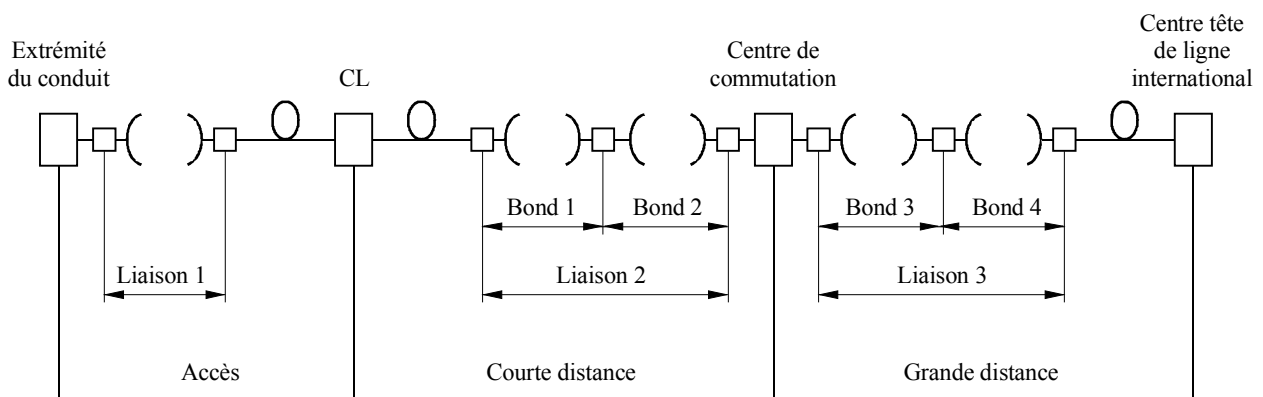 Extrémité
du conduit
CL
Centre de
commutation
Centre tête
de ligne
international
Bond 1
Bond 2
Bond 3
Bond 4
Liaison 1
Liaison 2
Liaison 3
Accès
Courte distance
Grande distance